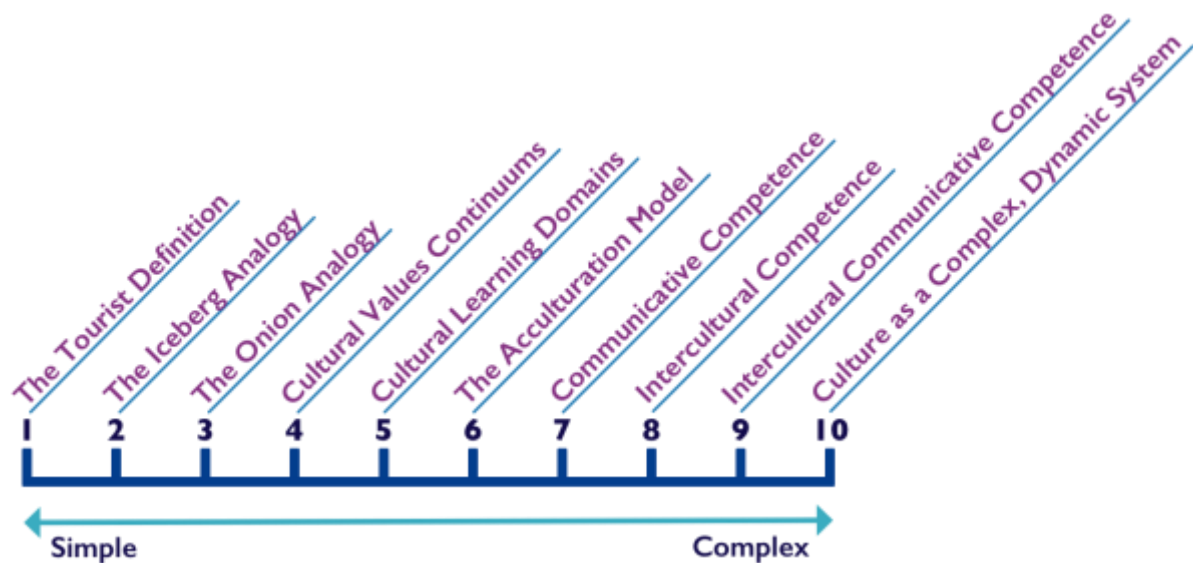 The Tourist Definition
The Iceberg Analogy
The Onion Analogy
Cultural Values Continuums
Cultural Learning Domains
The Acculturation Model
Communicative Competence
Intercultural Competence
Intercultural Communicative Competence
Culture as a Complex, Dynamic System
1 2 3 4 5 6 7 8 9 10
Simple Complex